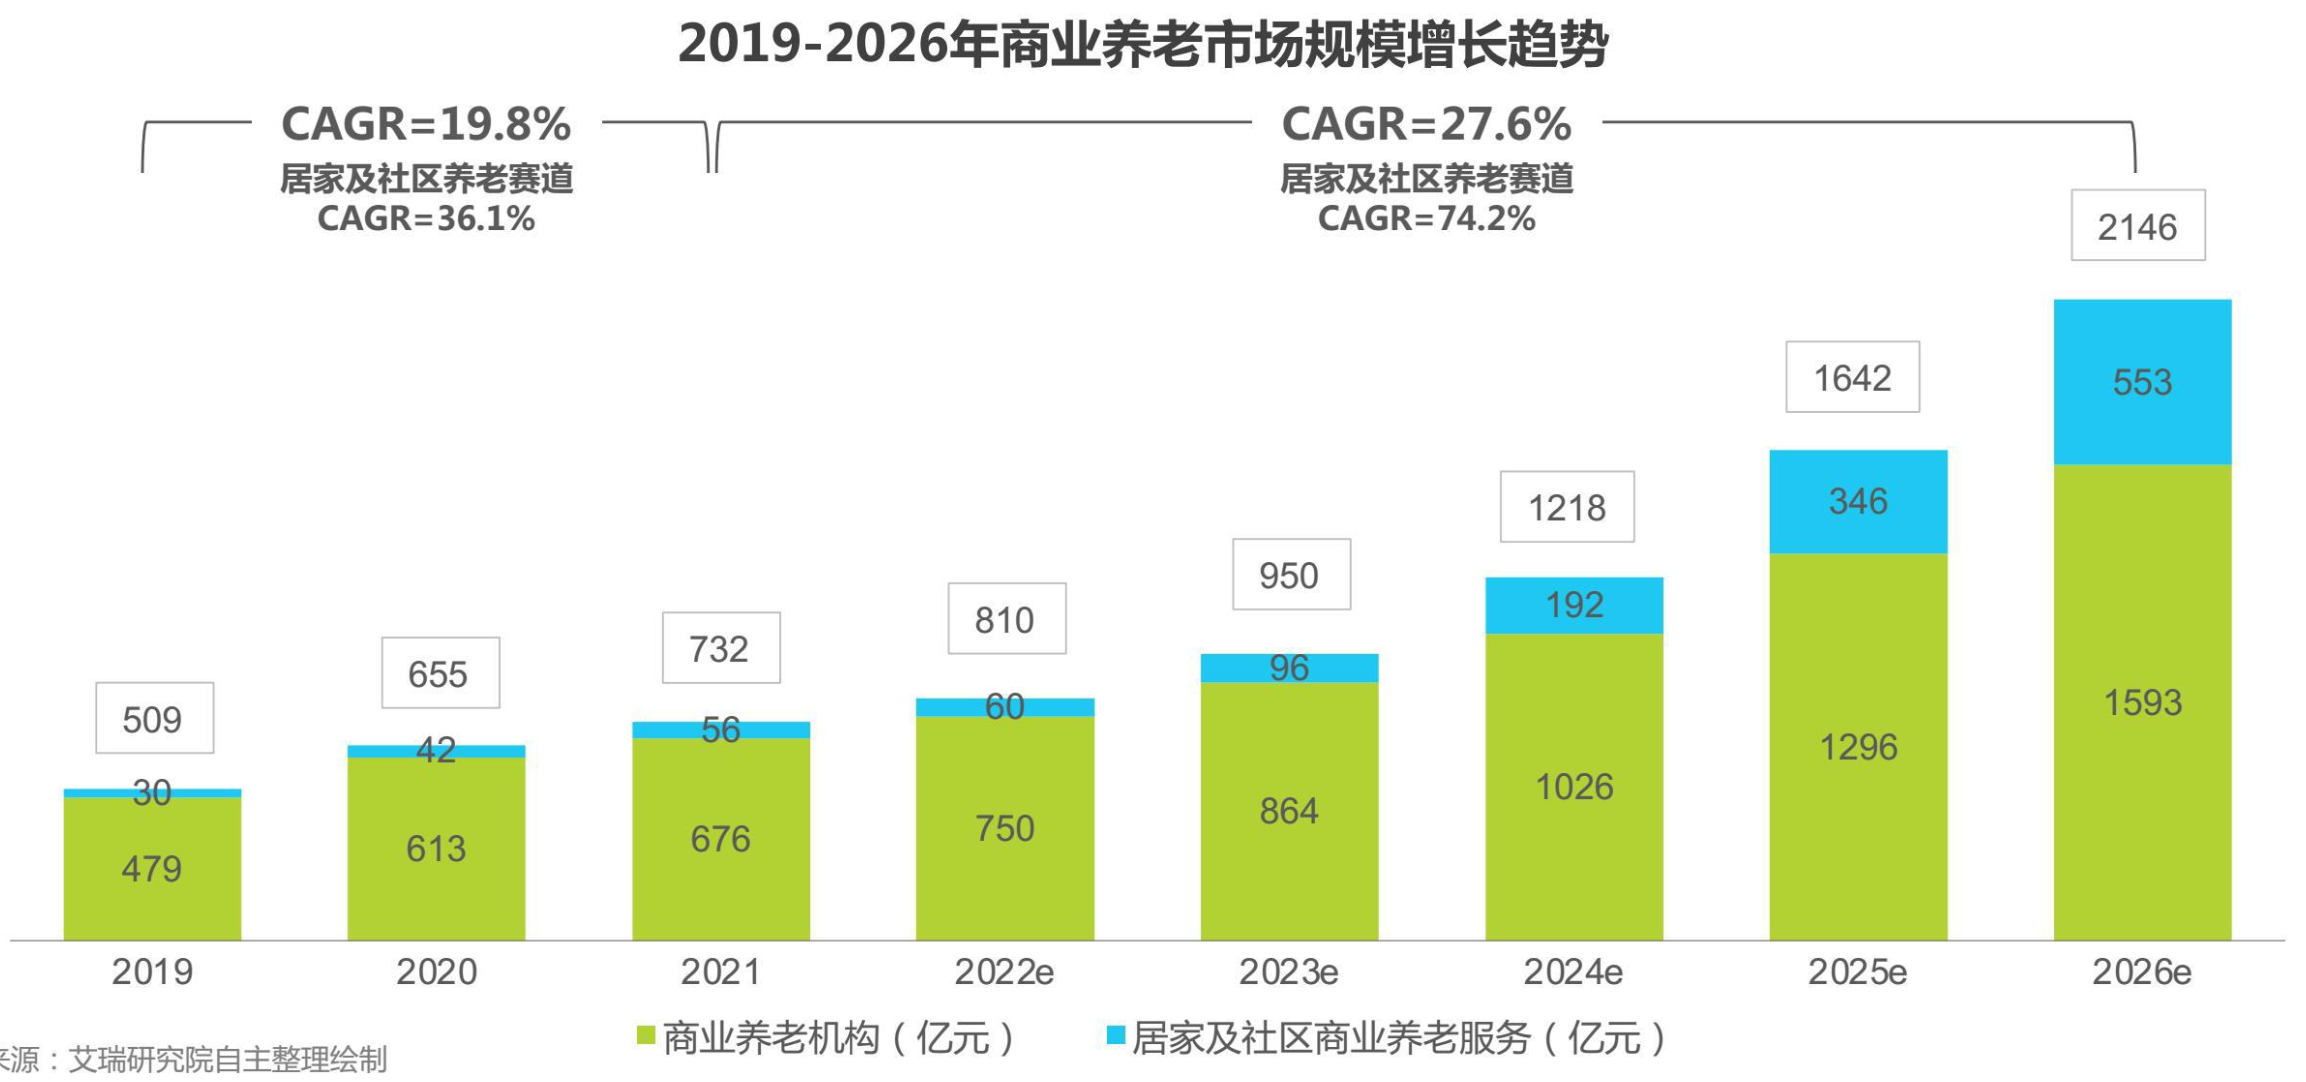 2019-2026年商业养老市场规模增长趋势
CAGR=19.8%
居家及社区养老赛道
CAGR=36.1%
CAGR=27.6%
居家及社区养老赛道
CAGR=74.2%
509
655
732
810
950
1218
1642
2146
30
42
56
60
96
192
346
553
479
613
676
750
864
1026
1296
1593
2019
2020
2021
2022e
2023e
2024e
2025e
2026e
商业养老机构（亿元）
居家及社区商业养老服务（亿元）
来源：艾瑞研究院自主整理绘制